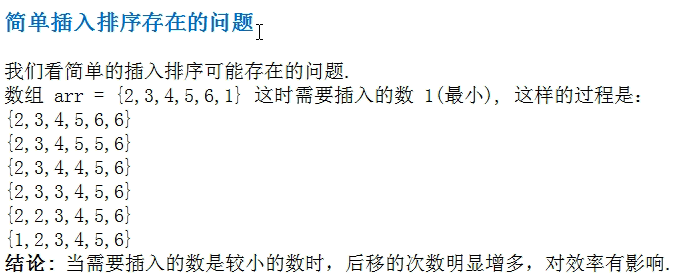 简单插入排序存在的问题
我们看简单的插入排序可能存在的问题.
数组 arr = {2,3,4,5,6,1} 这时需要插入的数 1(最小), 这样的过程是：
{2,3,4,5,6,6}
{2,3,4,5,5,6}
{2,3,4,4,5,6}
{2,3,3,4,5,6}
{2,2,3,4,5,6}
{1,2,3,4,5,6}
结论: 当需要插入的数是较小的数时，后移的次数明显增多，对效率有影响.